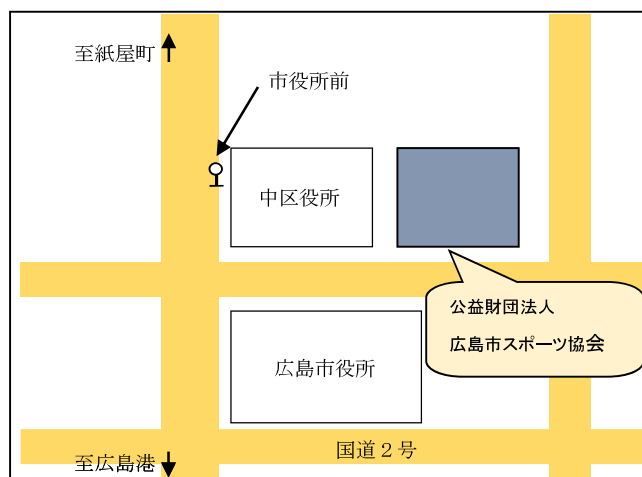 至紙屋町
市役所前
中区役所
公益財団法人
広島市スポーツ協会
広島市役所
国道2号
至広島港